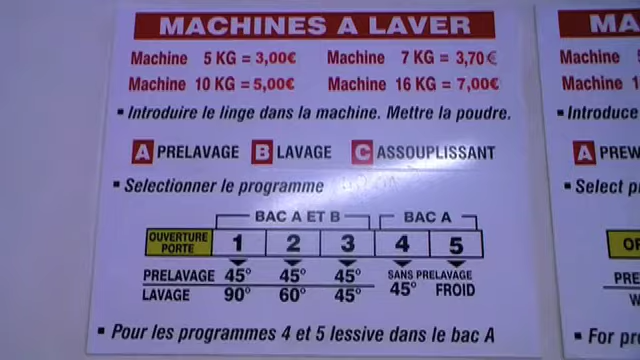 MACHINES A LAVER
Machine 5 KG = 3,00€ Machine 7 KG = 3,70€
Machine 10 KG = 5,00€ Machine 16 KG = 7,00€
▪ Introduire le linge dans la machine. Mettre la poudre.
A PRELAVAGE B LAVAGE C ASSOUPLISSANT
▪ Selectionner le programme
BAC A ET B BAC A
OUVERTURE PORTE 1 2 3 4 5
PRELAVAGE 45° 45° 45° SANS PRELAVAGE
LAVAGE 90° 60° 45° 45° FROID
▪ Pour les programmes 4 et 5 lessive dans le bac A
MA
Machine 5
Machine 1
▪ Introduce
A PREW
▪ Select p
OP
PRE
W
▪ For pr